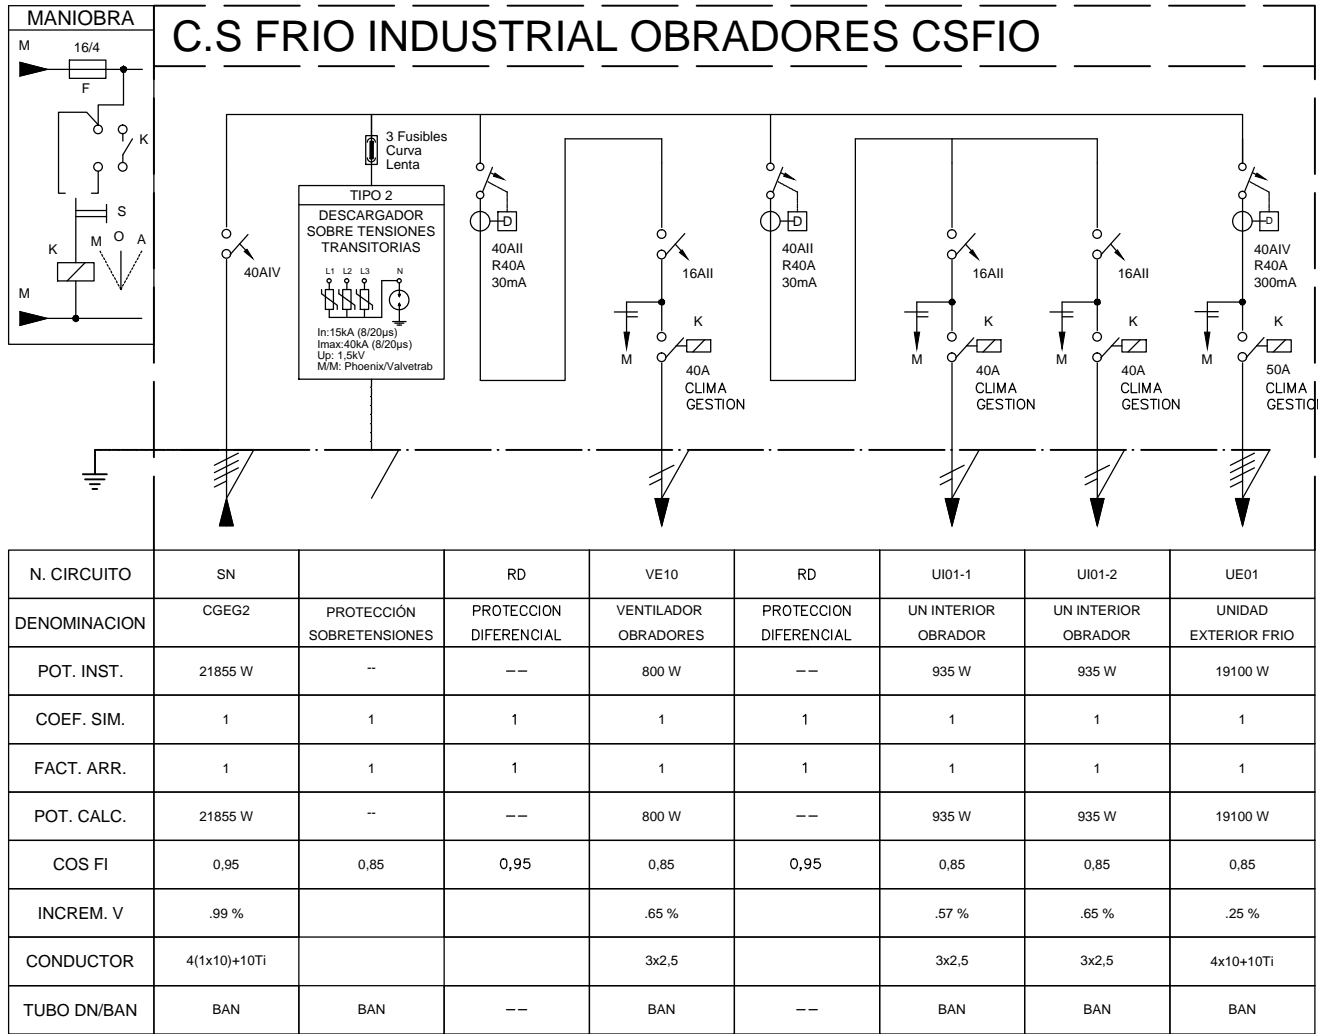 MANIOBRA
C.S FRIO INDUSTRIAL OBRADORES CSFIO
M
16/4
F
K
S
K
M
O
A
M
40AIV
3 Fusibles
Curva
Lenta
TIPO 2
DESCARGADOR
SOBRE TENSIONES
TRANSITORIAS
L1 L2 L3 N
In:15kA (8/20µs)
Imax:40kA (8/20µs)
Up: 1,5kV
M/M: Phoenix/Valvetrab
D
40AII
R40A
30mA
16AII
M
K
40A
CLIMA
GESTION
D
40AII
R40A
30mA
16AII
M
K
40A
CLIMA
GESTION
16AII
M
K
40A
CLIMA
GESTION
D
40AIV
R40A
300mA
M
K
50A
CLIMA
GESTIO
N. CIRCUITO SN RD VE10 RD UI01-1 UI01-2 UE01
DENOMINACION CGEG2 PROTECCIÓN SOBRETENSIONES PROTECCION DIFERENCIAL VENTILADOR OBRADORES PROTECCION DIFERENCIAL UN INTERIOR OBRADOR UN INTERIOR OBRADOR UNIDAD EXTERIOR FRIO
POT. INST. 21855 W -- -- 800 W -- 935 W 935 W 19100 W
COEF. SIM. 1 1 1 1 1 1 1 1
FACT. ARR. 1 1 1 1 1 1 1 1
POT. CALC. 21855 W -- -- 800 W -- 935 W 935 W 19100 W
COS FI 0,95 0,85 0,95 0,85 0,95 0,85 0,85 0,85
INCREM. V .99 % .65 % .57 % .65 % .25 %
CONDUCTOR 4(1x10)+10Ti 3x2,5 3x2,5 3x2,5 4x10+10Ti
TUBO DN/BAN BAN BAN -- BAN -- BAN BAN BAN